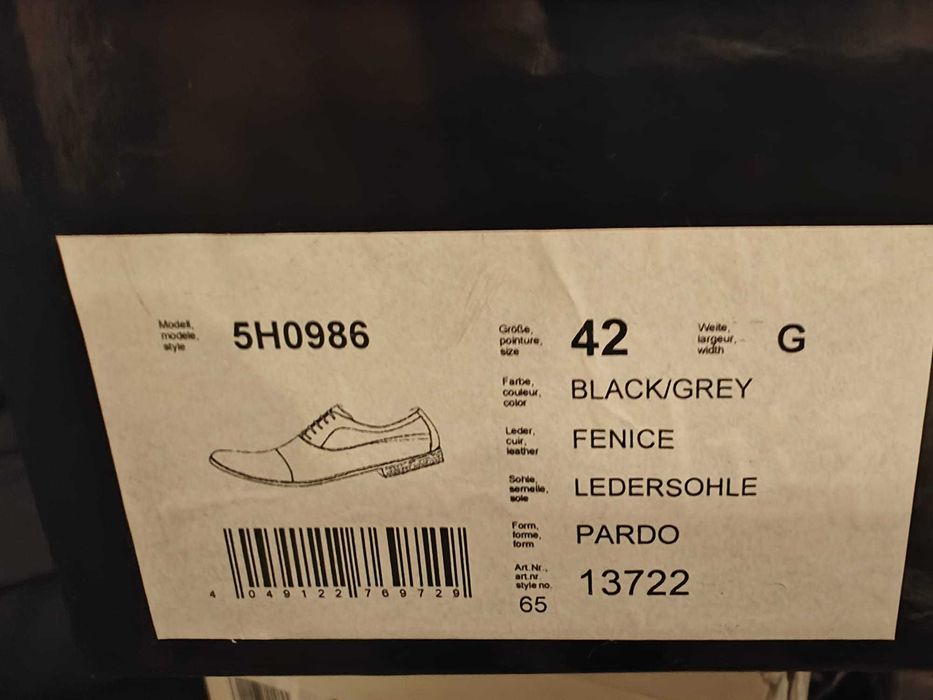 Modell,
modele,
style
5H0986
Größe,
pointure,
size
42
Weite,
largeur,
width
G
Farbe,
couleur,
color
BLACK/GREY
Leder,
cuir,
leather
FENICE
Sohle,
semelle,
sole
LEDERSOHLE
Form,
forme,
form
PARDO
Art.Nr.,
art.nr.
style no.
13722
65
4 049122 769729